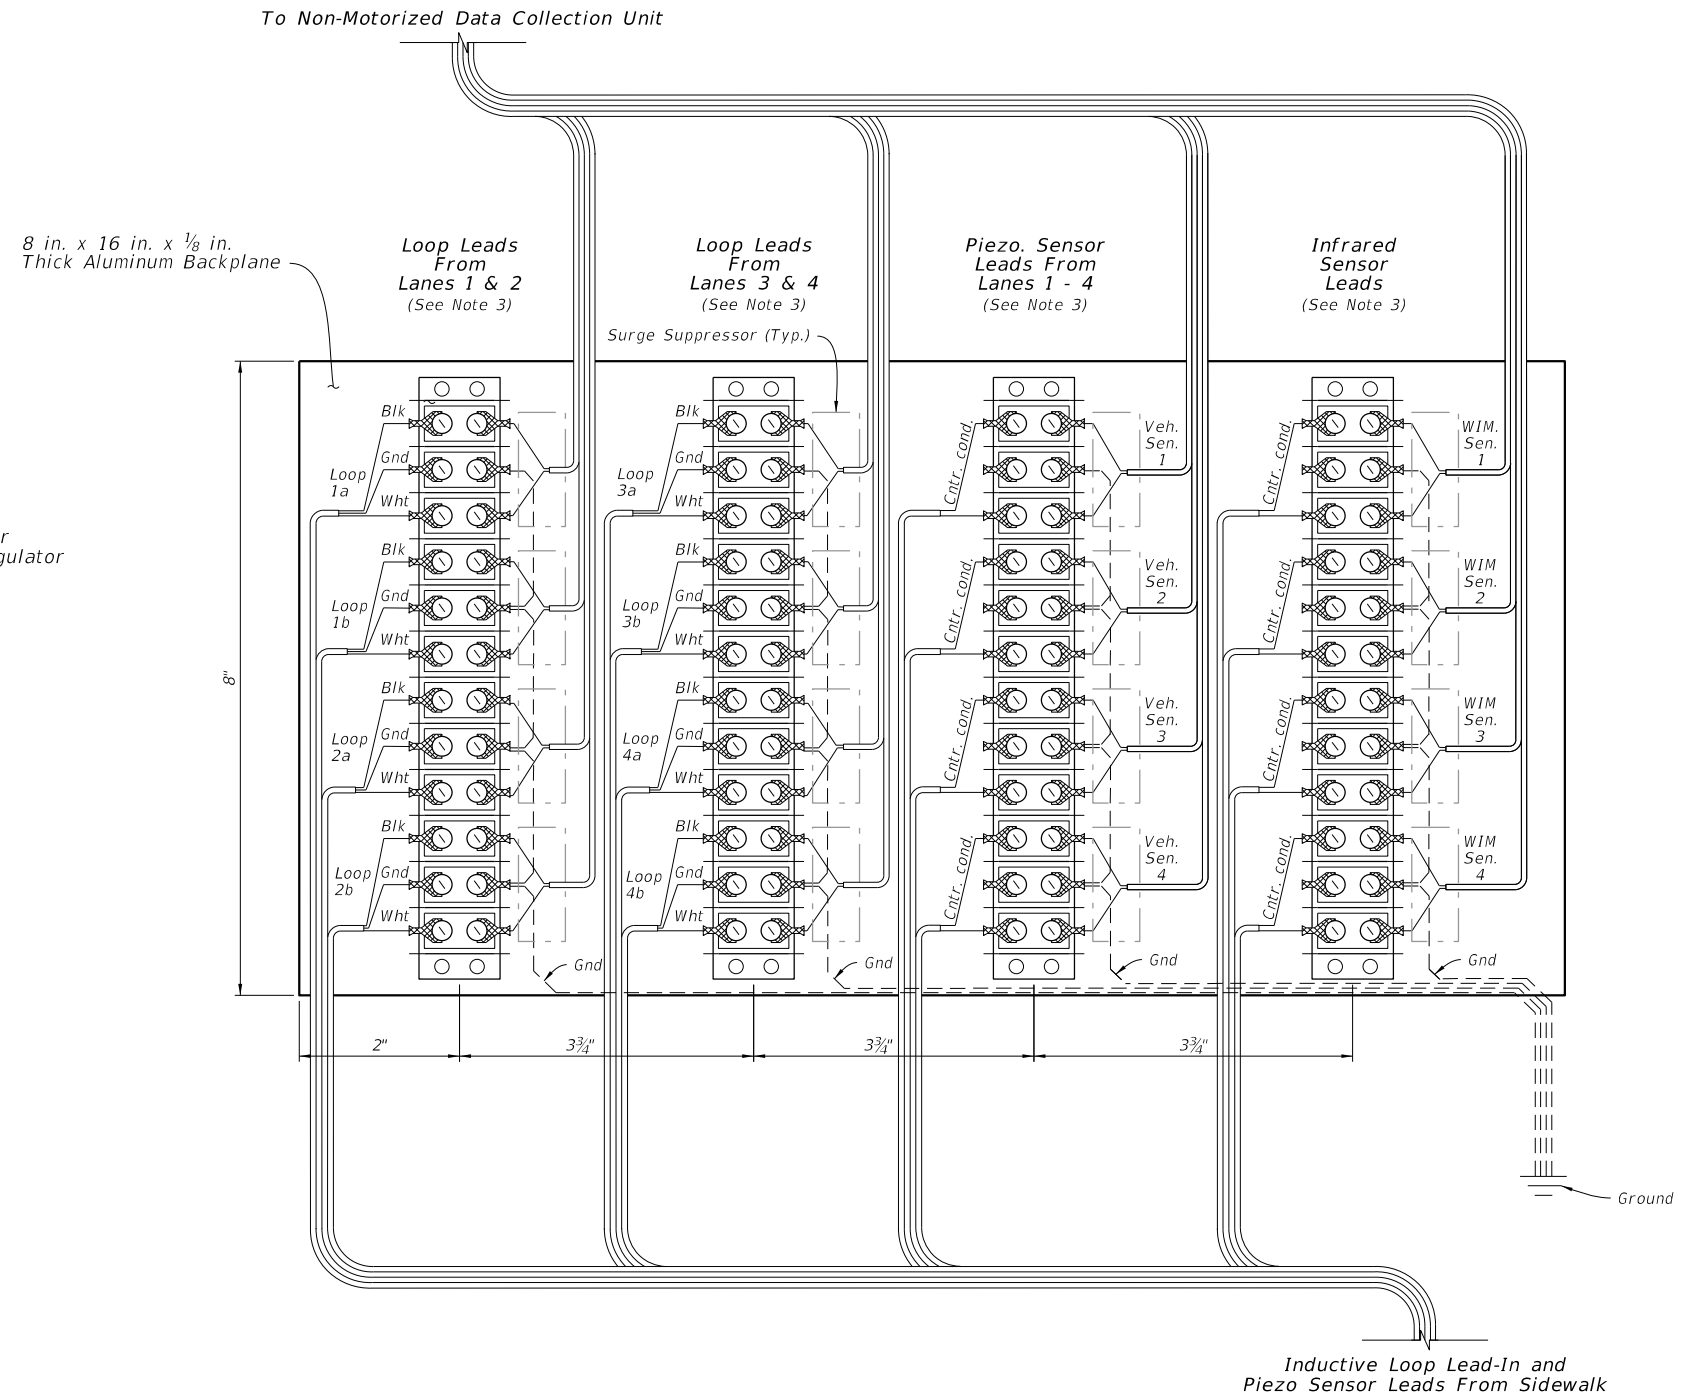 To Non-Motorized Data Collection Unit
8 in. x 16 in. x 1/8 in.
Thick Aluminum Backplane
Loop Leads
From
Lanes 1 & 2
(See Note 3)
Loop Leads
From
Lanes 3 & 4
(See Note 3)
Piezo. Sensor
Leads From
Lanes 1 - 4
(See Note 3)
Infrared
Sensor
Leads
(See Note 3)
Surge Suppressor (Typ.)
r
gulator
8"
Blk
Gnd
Loop
1a
Wht
Blk
Gnd
Loop
1b
Wht
Blk
Gnd
Loop
2a
Wht
Blk
Gnd
Loop
2b
Wht
Gnd
Blk
Gnd
Loop
3a
Wht
Blk
Gnd
Loop
3b
Wht
Blk
Gnd
Loop
4a
Wht
Blk
Gnd
Loop
4b
Wht
Gnd
Cntr. cond.
Veh.
Sen.
1
Cntr. cond.
Veh.
Sen.
2
Cntr. cond.
Veh.
Sen.
3
Cntr. cond.
Veh
Sen.
4
Gnd
Cntr. cond.
WIM.
Sen.
1
Cntr. cond.
WIM
Sen.
2
Cntr. cond.
WIM
Sen.
3
Cntr. cond.
WIM
Sen.
4
Gnd
2"
3¾"
3¾"
3¾"
Ground
Inductive Loop Lead-In and
Piezo Sensor Leads From Sidewalk